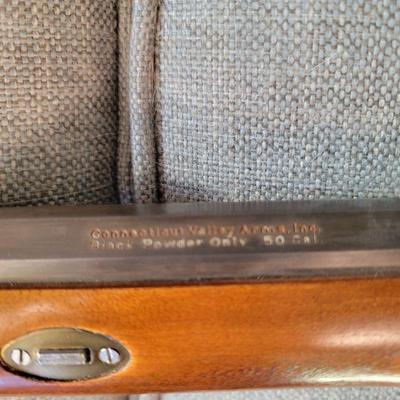 Connecticut Valley Arms, Inc.
Black Powder Only 50 Cal.